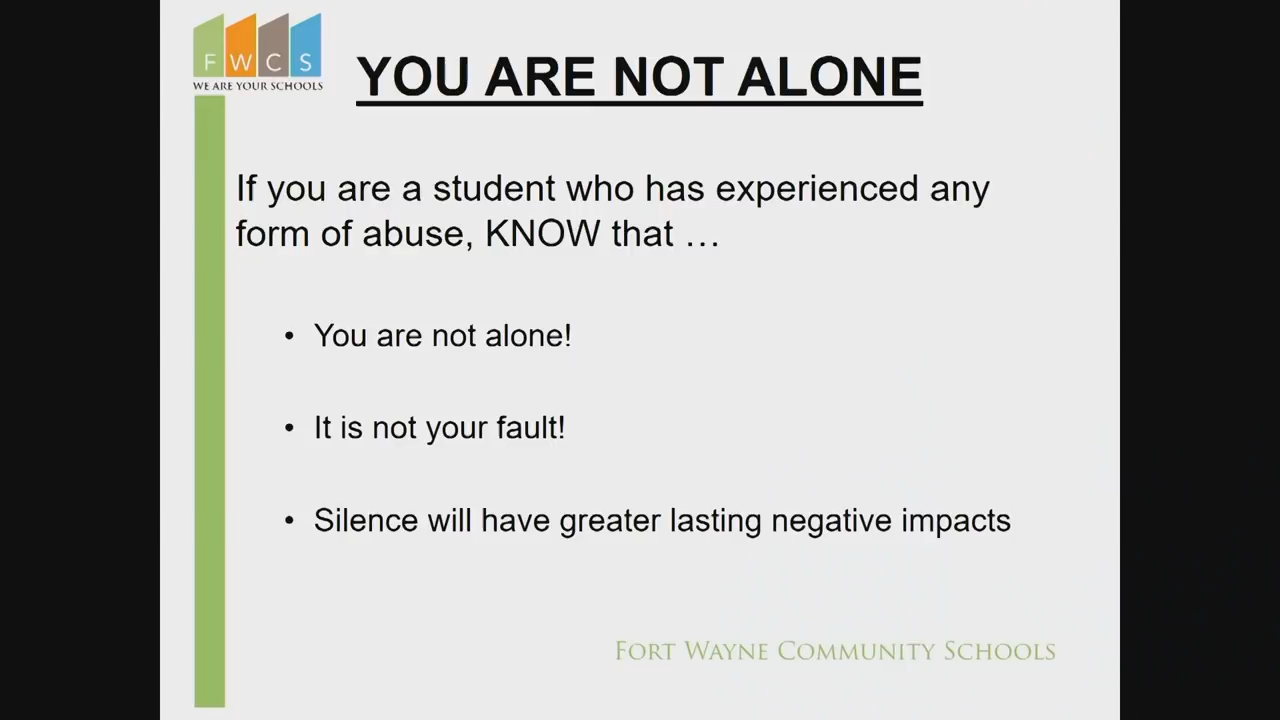 FWCS
WE ARE YOUR SCHOOLS
YOU ARE NOT ALONE
If you are a student who has experienced any
form of abuse, KNOW that …
• You are not alone!
• It is not your fault!
• Silence will have greater lasting negative impacts
FORT WAYNE COMMUNITY SCHOOLS